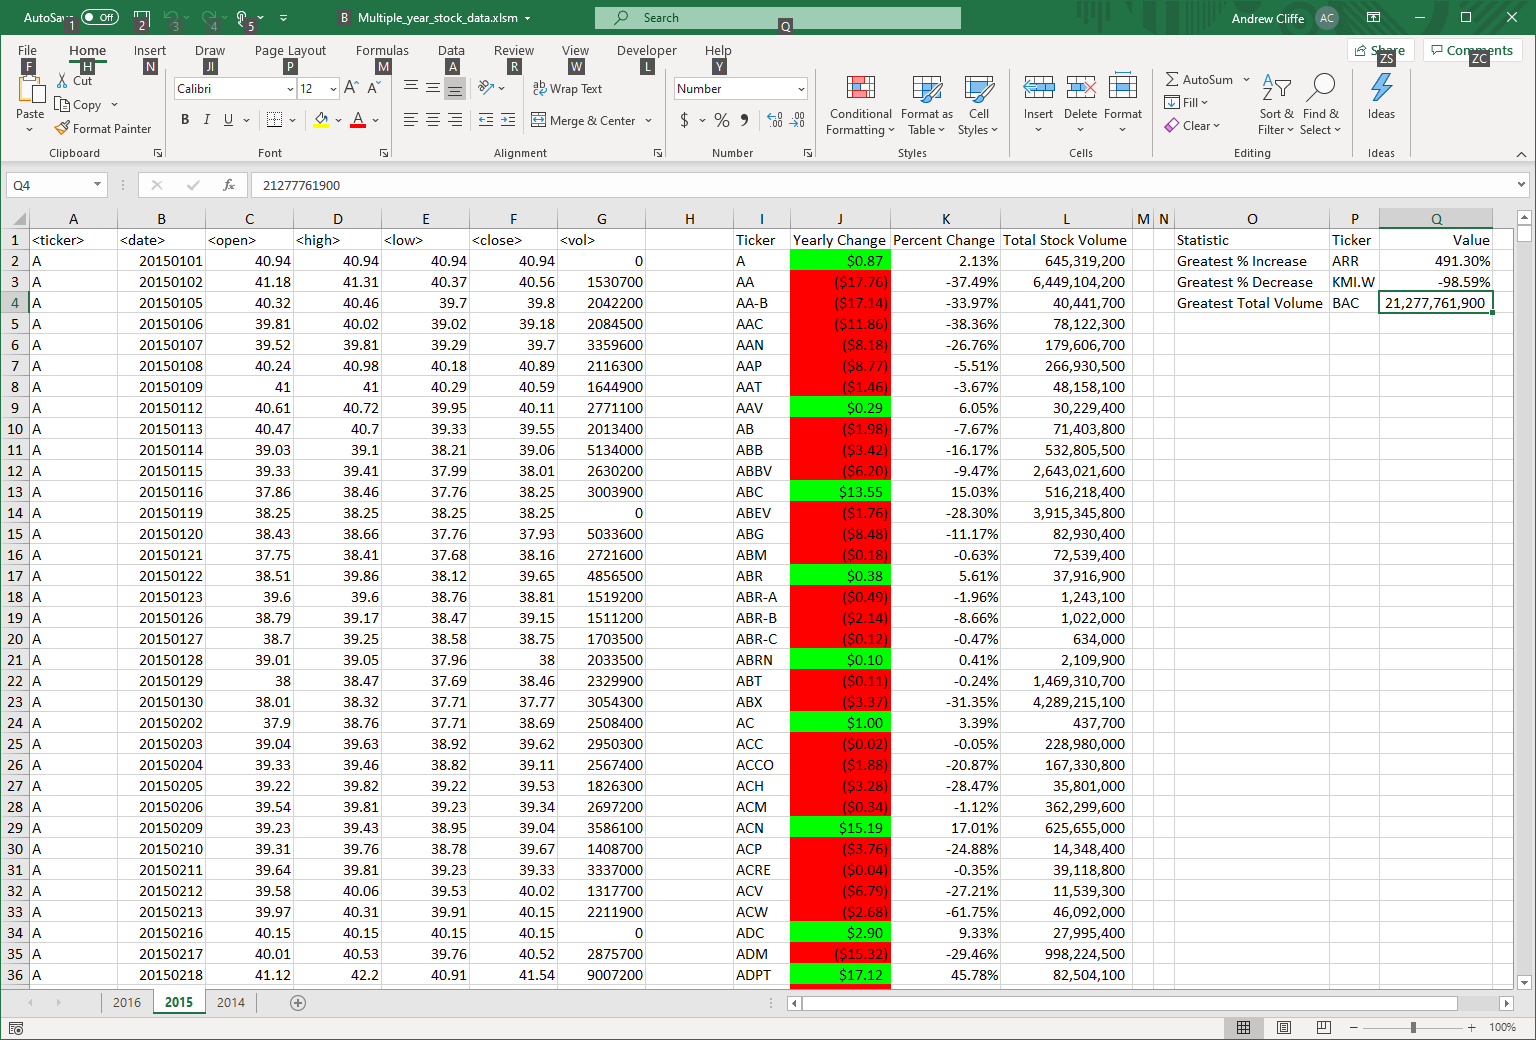 AutoSave Off Multiple_year_stock_data.xlsm Search Andrew Cliffe AC
1 2 3 4 5 B Q
File Home Insert Draw Page Layout Formulas Data Review View Developer Help Share Comments
F H N JI P M A R W L Y ZS ZC
Paste Cut Calibri 12 Wrap Text Number Conditional Formatting Format as Table Cell Styles Insert Delete Format AutoSum Sort & Filter Find & Select Ideas
Copy Fill
Format Painter B I U A Merge & Center $ % Clear
Clipboard Font Alignment Number Styles Cells Editing Ideas
Q4 fx 21277761900
A B C D E F G H I J K L M N O P Q
1 <ticker> <date> <open> <high> <low> <close> <vol> Ticker Yearly Change Percent Change Total Stock Volume Statistic Ticker Value
2 A 20150101 40.94 40.94 40.94 40.94 0 A $0.87 2.13% 645,319,200 Greatest % Increase ARR 491.30%
3 A 20150102 41.18 41.31 40.37 40.56 1530700 AA ($17.76) -37.49% 6,449,104,200 Greatest % Decrease KMI.W -98.59%
4 A 20150105 40.32 40.46 39.7 39.8 2042200 AA-B ($17.14) -33.97% 40,441,700 Greatest Total Volume BAC 21,277,761,900
5 A 20150106 39.81 40.02 39.02 39.18 2084500 AAC ($11.86) -38.36% 78,122,300
6 A 20150107 39.52 39.81 39.29 39.7 3359600 AAN ($8.18) -26.76% 179,606,700
7 A 20150108 40.24 40.98 40.18 40.89 2116300 AAP ($8.77) -5.51% 266,930,500
8 A 20150109 41 41 40.29 40.59 1644900 AAT ($1.46) -3.67% 48,158,100
9 A 20150112 40.61 40.72 39.95 40.11 2771100 AAV $0.29 6.05% 30,229,400
10 A 20150113 40.47 40.7 39.33 39.55 2013400 AB ($1.98) -7.67% 71,403,800
11 A 20150114 39.03 39.1 38.21 39.06 5134000 ABB ($3.42) -16.17% 532,805,500
12 A 20150115 39.33 39.41 37.99 38.01 2630200 ABBV ($6.20) -9.47% 2,643,021,600
13 A 20150116 37.86 38.46 37.76 38.25 3003900 ABC $13.55 15.03% 516,218,400
14 A 20150119 38.25 38.25 38.25 38.25 0 ABEV ($1.76) -28.30% 3,915,345,800
15 A 20150120 38.43 38.66 37.76 37.93 5033600 ABG ($8.48) -11.17% 82,930,400
16 A 20150121 37.75 38.41 37.68 38.16 2721600 ABM ($0.18) -0.63% 72,539,400
17 A 20150122 38.51 39.86 38.12 39.65 4856500 ABR $0.38 5.61% 37,916,900
18 A 20150123 39.6 39.6 38.76 38.81 1519200 ABR-A ($0.49) -1.96% 1,243,100
19 A 20150126 38.79 39.17 38.47 39.15 1511200 ABR-B ($2.14) -8.66% 1,022,000
20 A 20150127 38.7 39.25 38.58 38.75 1703500 ABR-C ($0.12) -0.47% 634,000
21 A 20150128 39.01 39.05 37.96 38 2033500 ABRN $0.10 0.41% 2,109,900
22 A 20150129 38 38.47 37.69 38.46 2329900 ABT ($0.11) -0.24% 1,469,310,700
23 A 20150130 38.01 38.32 37.71 37.77 3054300 ABX ($3.37) -31.35% 4,289,215,100
24 A 20150202 37.9 38.76 37.71 38.69 2508400 AC $1.00 3.39% 437,700
25 A 20150203 39.04 39.63 38.92 39.62 2950300 ACC ($0.02) -0.05% 228,980,000
26 A 20150204 39.33 39.46 38.82 39.11 2567400 ACCO ($1.88) -20.87% 167,330,800
27 A 20150205 39.22 39.82 39.22 39.53 1826300 ACH ($3.28) -28.47% 35,801,000
28 A 20150206 39.54 39.81 39.23 39.34 2697200 ACM ($0.34) -1.12% 362,299,600
29 A 20150209 39.23 39.43 38.95 39.04 3586100 ACN $15.19 17.01% 625,655,000
30 A 20150210 39.31 39.76 38.78 39.67 1408700 ACP ($3.76) -24.88% 14,348,400
31 A 20150211 39.64 39.81 39.23 39.33 3337000 ACRE ($0.04) -0.35% 39,118,800
32 A 20150212 39.58 40.06 39.53 40.02 1317700 ACV ($6.79) -27.21% 11,539,300
33 A 20150213 39.97 40.31 39.91 40.15 2211900 ACW ($2.68) -61.75% 46,092,000
34 A 20150216 40.15 40.15 40.15 40.15 0 ADC $2.90 9.33% 27,995,400
35 A 20150217 40.01 40.53 39.76 40.52 2875700 ADM ($15.32) -29.46% 998,224,500
36 A 20150218 41.12 42.2 40.91 41.54 9007200 ADPT $17.12 45.78% 82,504,100
2016 2015 2014
100%